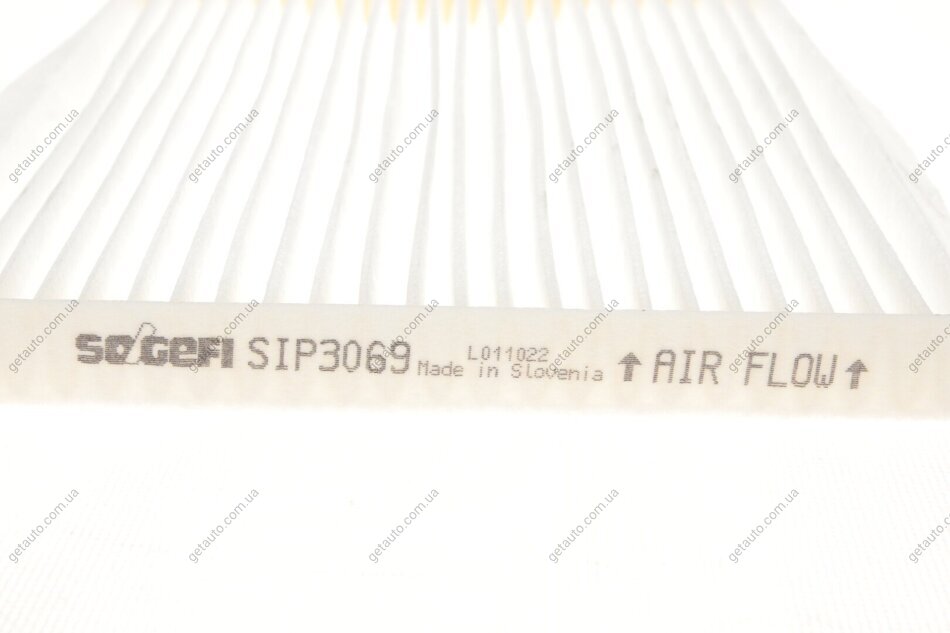 SOGEFI SIP3069 L011022 Made in Slovenia ↑ AIR FLOW ↑
getauto.com.ua